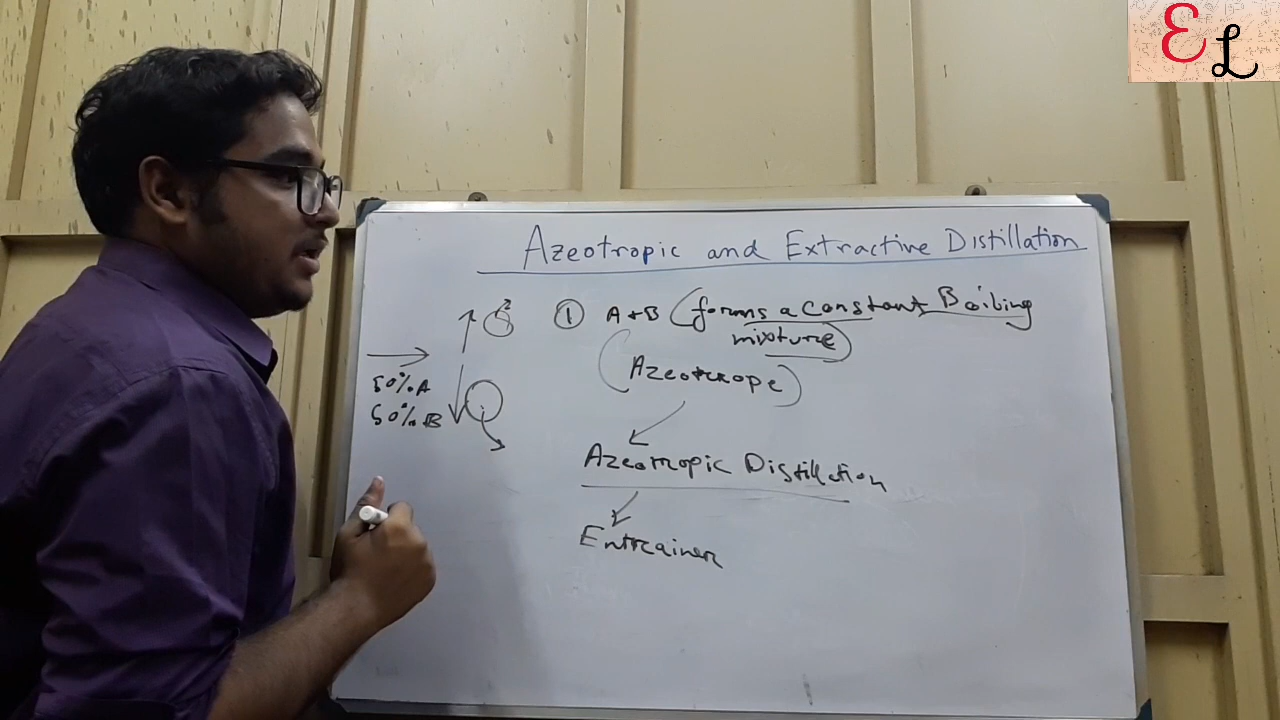 EL
Azeotropic and Extractive Distillation
① A + B (forms a constant Boiling
mixture)
(Azeotrope)
50% A
50% B
Azeotropic Distillation
Entrainer